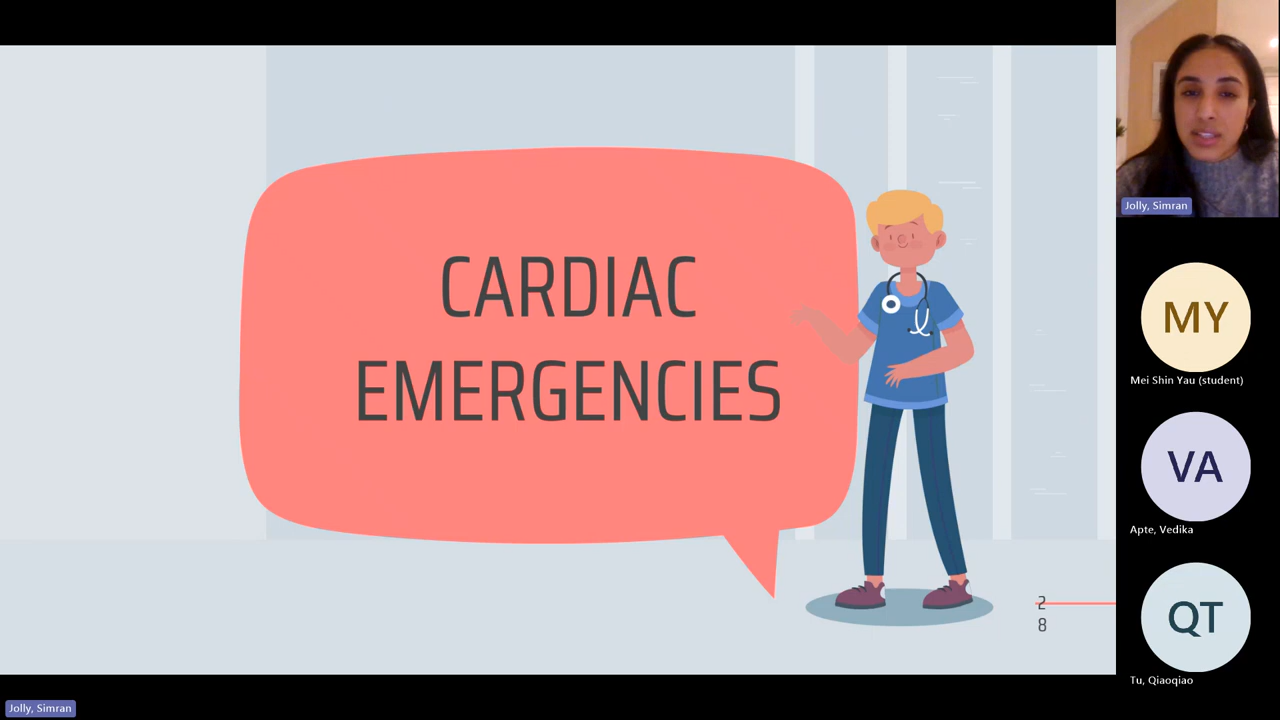 CARDIAC
EMERGENCIES
2
8
Jolly, Simran
MY
Mei Shin Yau (student)
VA
Apte, Vedika
QT
Tu, Qiaoqiao
Jolly, Simran